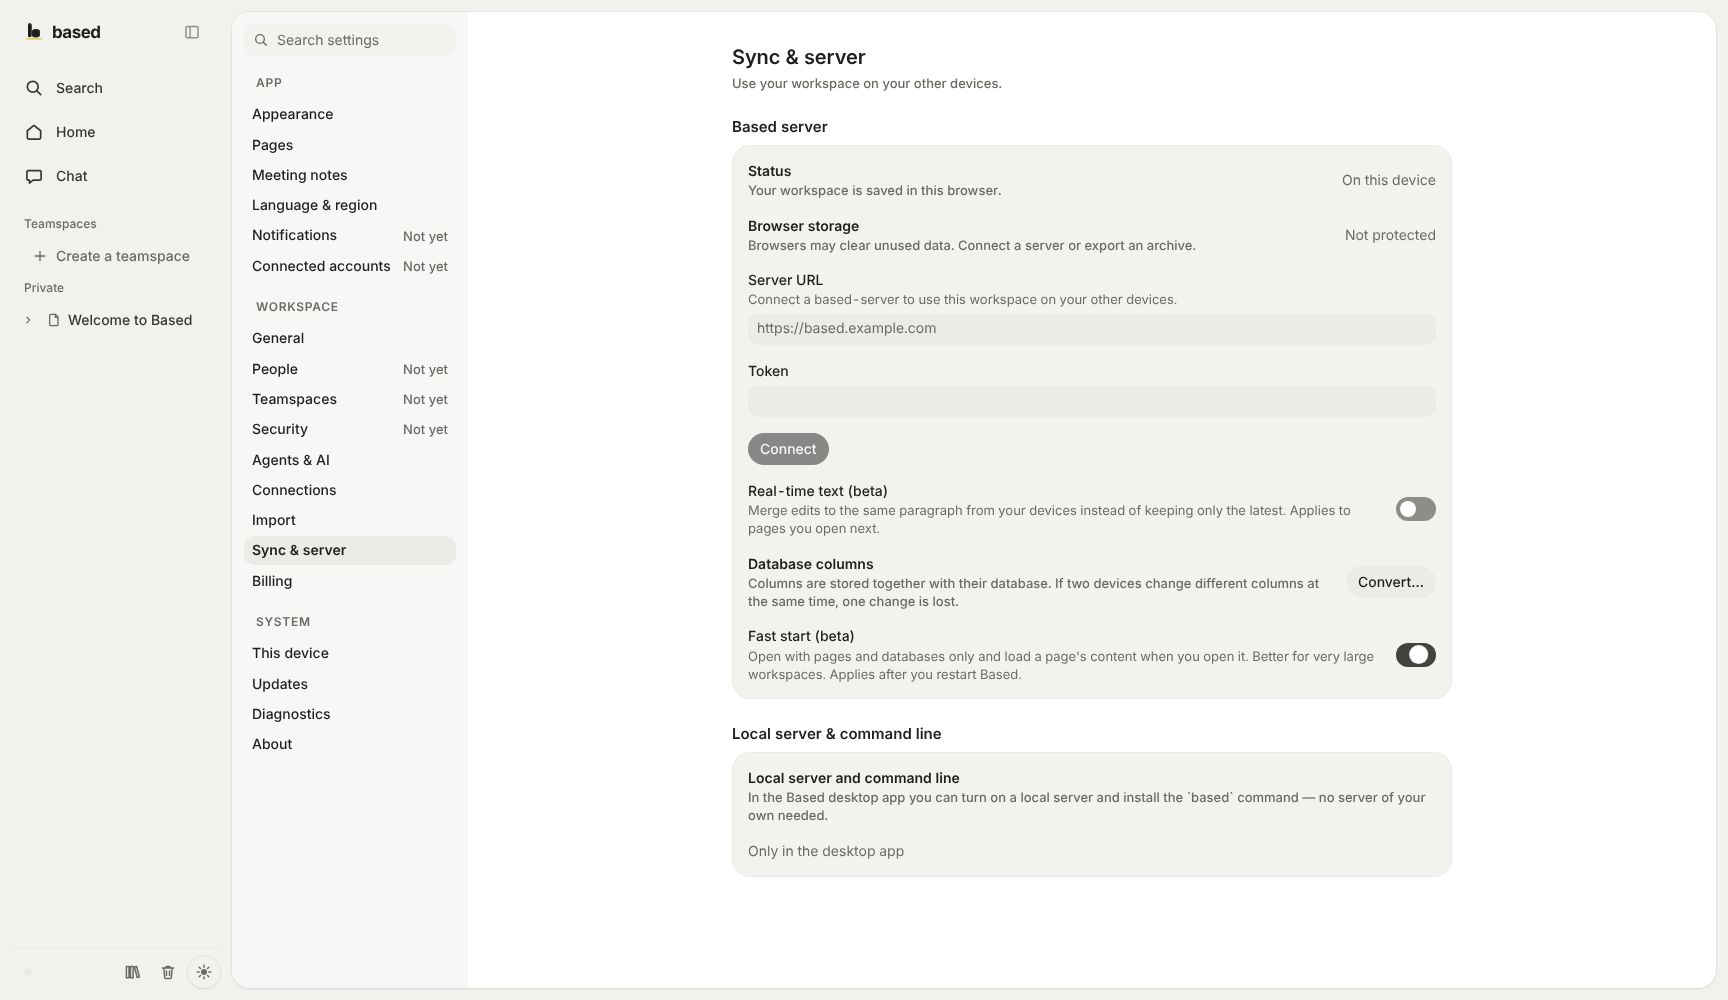 based
Search
Home
Chat
Teamspaces
Create a teamspace
Private
Welcome to Based
Search settings
APP
Appearance
Pages
Meeting notes
Language & region
Notifications Not yet
Connected accounts Not yet
WORKSPACE
General
People Not yet
Teamspaces Not yet
Security Not yet
Agents & AI
Connections
Import
Sync & server
Billing
SYSTEM
This device
Updates
Diagnostics
About
Sync & server
Use your workspace on your other devices.
Based server
Status
Your workspace is saved in this browser.
On this device
Browser storage
Browsers may clear unused data. Connect a server or export an archive.
Not protected
Server URL
Connect a based-server to use this workspace on your other devices.
https://based.example.com
Token
Connect
Real-time text (beta)
Merge edits to the same paragraph from your devices instead of keeping only the latest. Applies to
pages you open next.
Database columns
Columns are stored together with their database. If two devices change different columns at
the same time, one change is lost.
Convert...
Fast start (beta)
Open with pages and databases only and load a page's content when you open it. Better for very large
workspaces. Applies after you restart Based.
Local server & command line
Local server and command line
In the Based desktop app you can turn on a local server and install the `based` command — no server of your
own needed.
Only in the desktop app